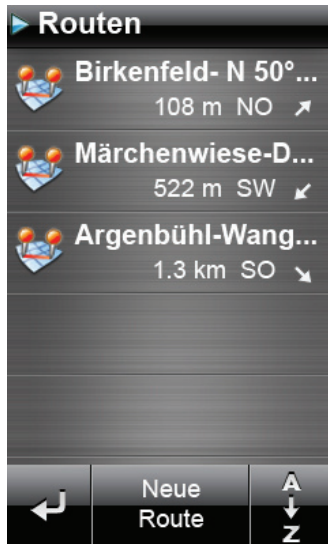 Routen
Birkenfeld- N 50°...
108 m NO
Märchenwiese-D...
522 m SW
Argenbühl-Wang...
1.3 km SO
Neue
Route
A
Z